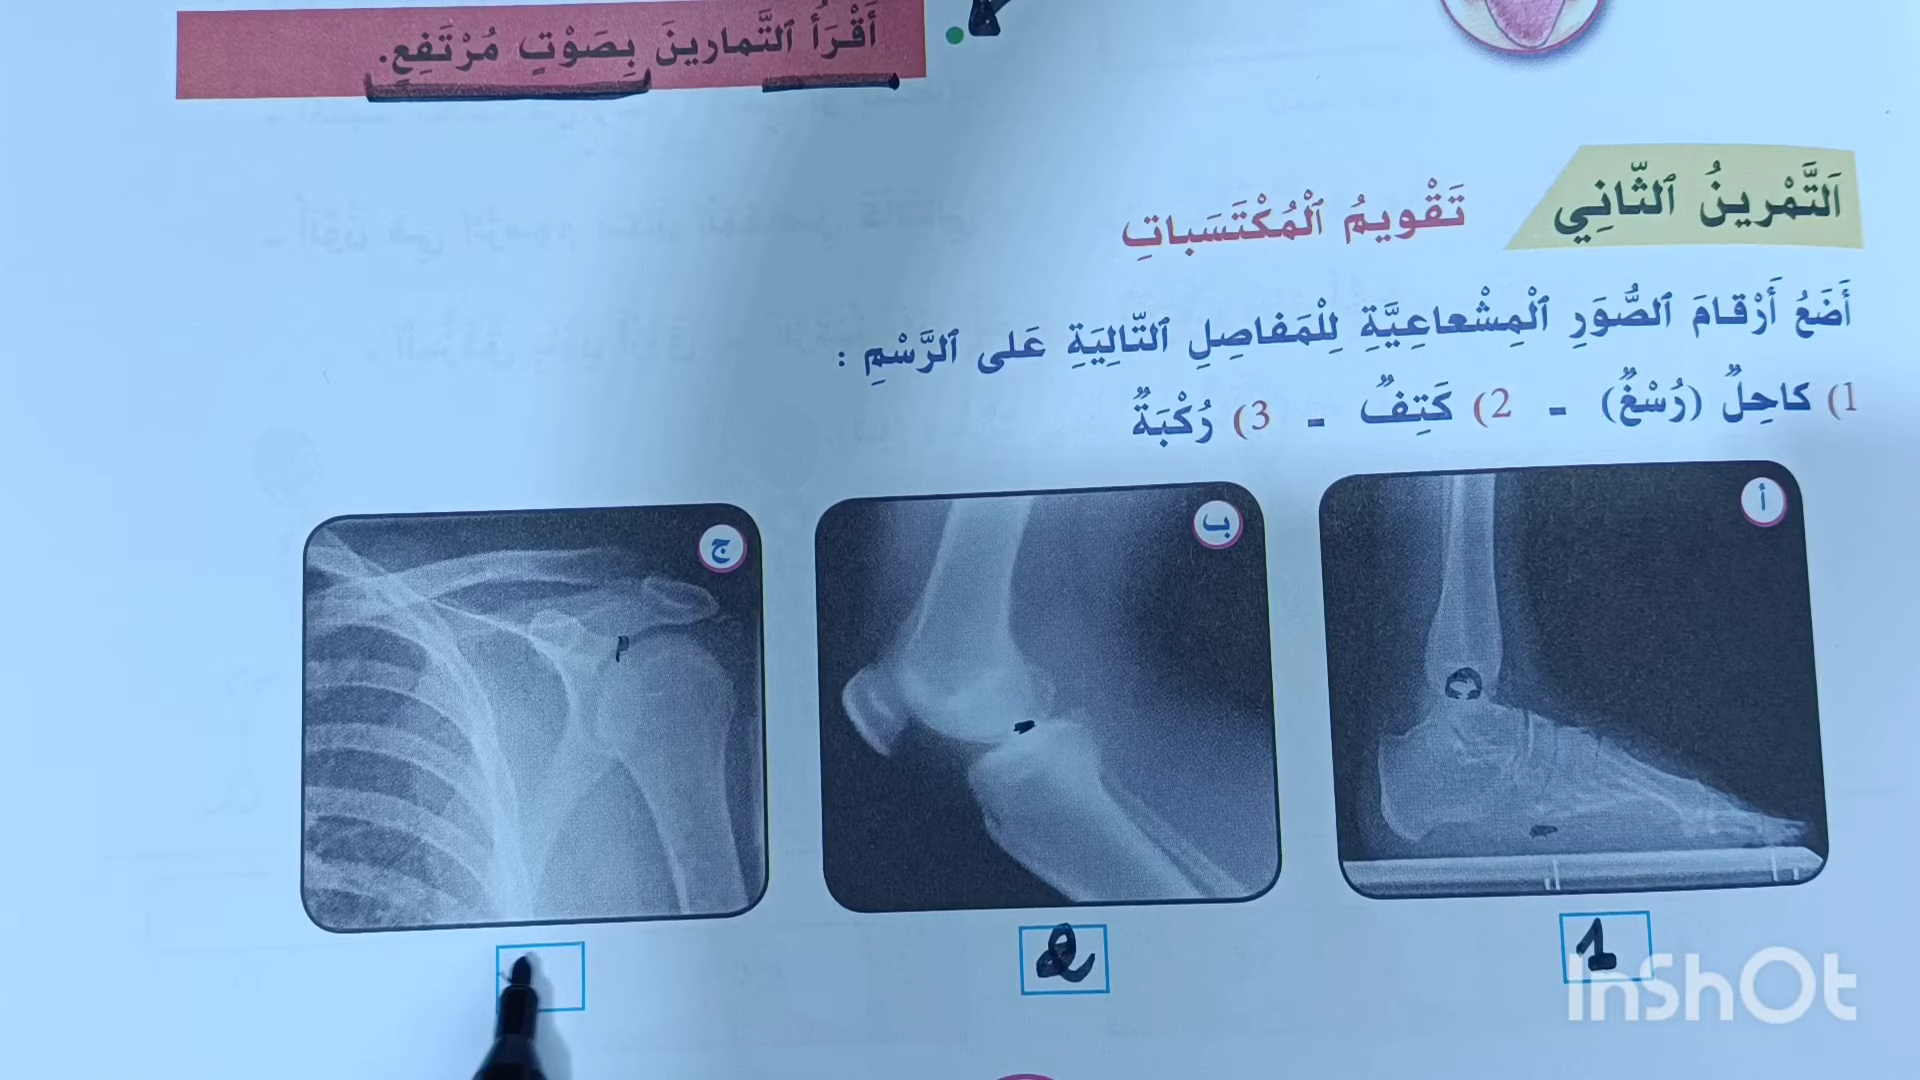 أَقْرَأُ ٱلتَّمارينَ بِصَوْتٍ مُرْتَفِعٍ.
اَلتَّمْرينُ ٱلثّانِي
تَقْويمُ ٱلْمُكْتَسَباتِ
أَضَعُ أَرْقامَ ٱلصُّوَرِ ٱلْمِشْعاعِيَّةِ لِلْمَفاصِلِ ٱلتّالِيَةِ عَلى ٱلرَّسْمِ :
1) كاحِلٌ (رُسْغٌ) - 2) كَتِفٌ - 3) رُكْبَةٌ
أ
ب
ج
1
2
InShOt